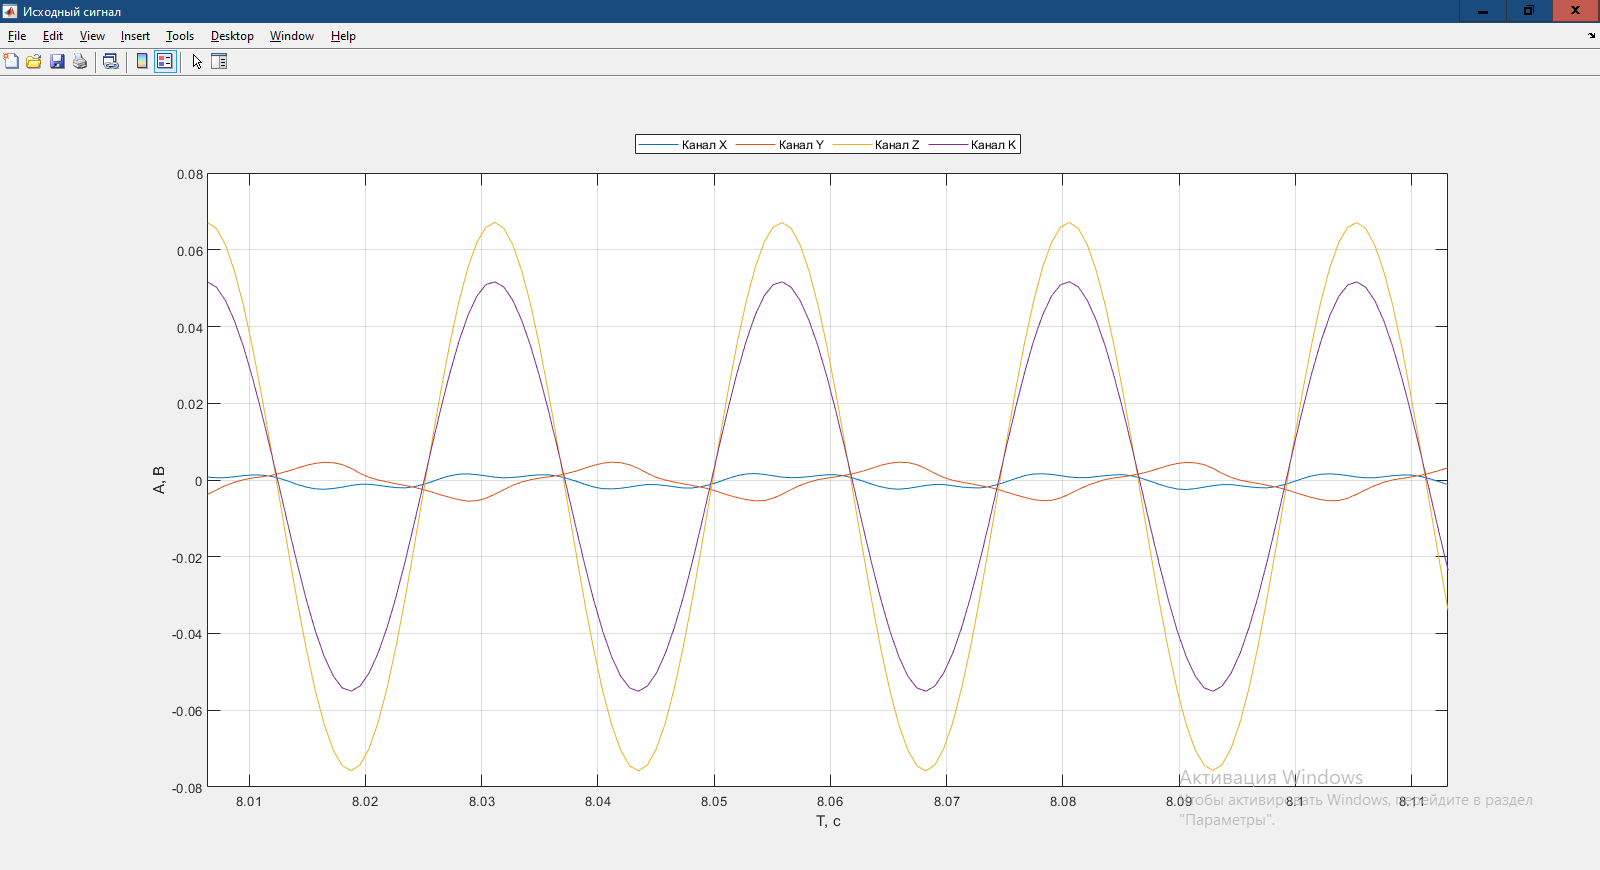 Исходный сигнал
File Edit View Insert Tools Desktop Window Help
Канал X Канал Y Канал Z Канал K
0.08
0.06
0.04
0.02
0
-0.02
-0.04
-0.06
-0.08
A, B
8.01 8.02 8.03 8.04 8.05 8.06 8.07 8.08 8.09 8.1 8.11
T, c
Активация Windows
Чтобы активировать Windows, перейдите в раздел
"Параметры".